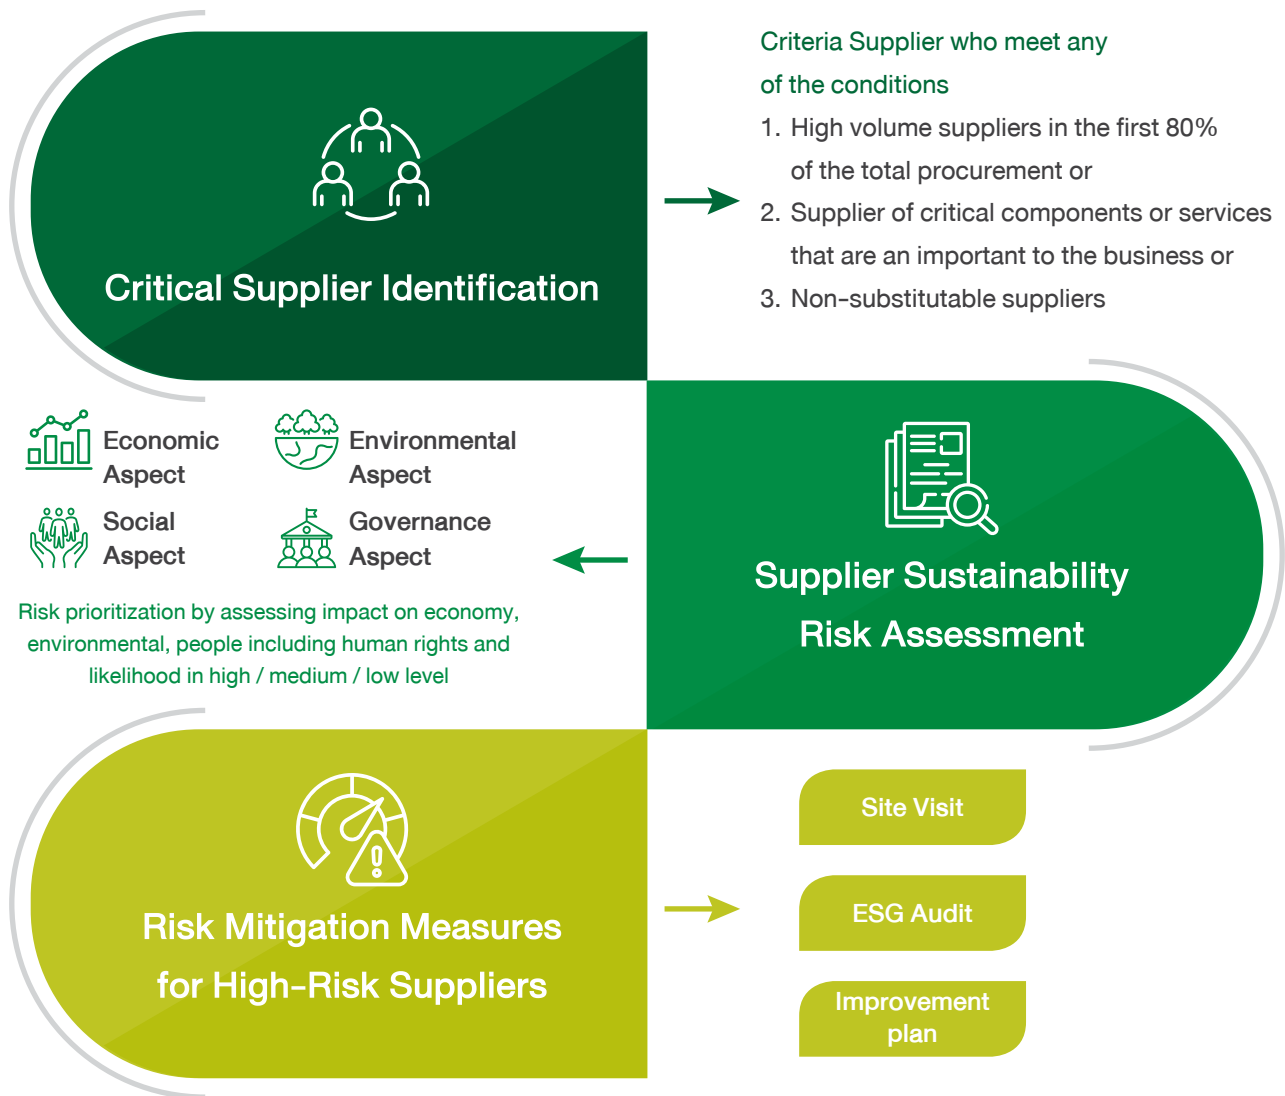 Critical Supplier Identification
Criteria Supplier who meet any
of the conditions
1. High volume suppliers in the first 80%
of the total procurement or
2. Supplier of critical components or services
that are an important to the business or
3. Non-substitutable suppliers
Economic
Aspect
Environmental
Aspect
Social
Aspect
Governance
Aspect
Risk prioritization by assessing impact on economy,
environmental, people including human rights and
likelihood in high / medium / low level
Supplier Sustainability
Risk Assessment
Risk Mitigation Measures
for High-Risk Suppliers
Site Visit
ESG Audit
Improvement
plan